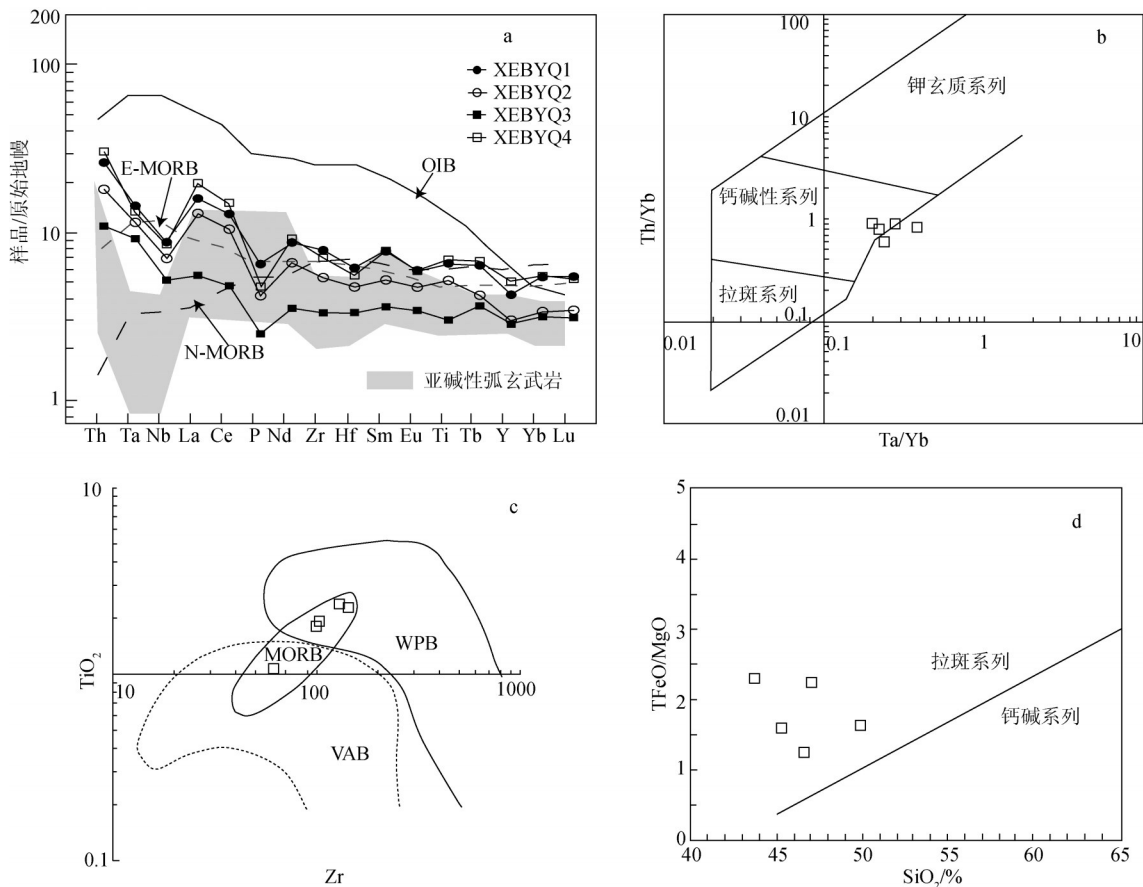 a
200
100
10
1
样品/原始地幔
XEBYQ1
XEBYQ2
XEBYQ3
XEBYQ4
E-MORB
OIB
N-MORB
亚碱性弧玄武岩
Th Ta Nb La Ce P Nd Zr Hf Sm Eu Ti Tb Y Yb Lu
b
100
10
1
0.1
0.01
Th/Yb
钾玄质系列
钙碱性系列
拉斑系列
0.01 0.1 1 10
Ta/Yb
c
10
TiO2
0.1
WPB
MORB
VAB
10 100 1000
Zr
d
5
4
3
2
1
0
TFeO/MgO
拉斑系列
钙碱系列
40 45 50 55 60 65
SiO2/%